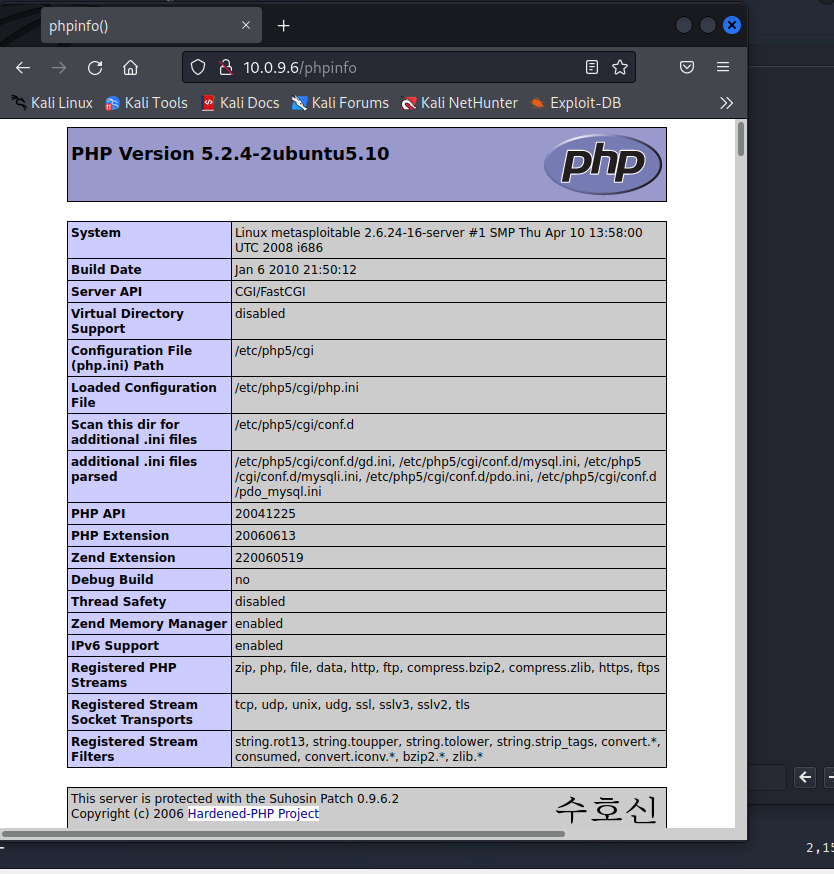 phpinfo()
10.0.9.6/phpinfo
Kali Linux
Kali Tools
Kali Docs
Kali Forums
Kali NetHunter
Exploit-DB
PHP Version 5.2.4-2ubuntu5.10
php
System
Linux metasploitable 2.6.24-16-server #1 SMP Thu Apr 10 13:58:00
UTC 2008 i686
Build Date
Jan 6 2010 21:50:12
Server API
CGI/FastCGI
Virtual Directory
Support
disabled
Configuration File
(php.ini) Path
/etc/php5/cgi
Loaded Configuration
File
/etc/php5/cgi/php.ini
Scan this dir for
additional .ini files
/etc/php5/cgi/conf.d
additional .ini files
parsed
/etc/php5/cgi/conf.d/gd.ini, /etc/php5/cgi/conf.d/mysql.ini, /etc/php5
/cgi/conf.d/mysqli.ini, /etc/php5/cgi/conf.d/pdo.ini, /etc/php5/cgi/conf.d
/pdo_mysql.ini
PHP API
20041225
PHP Extension
20060613
Zend Extension
220060519
Debug Build
no
Thread Safety
disabled
Zend Memory Manager
enabled
IPv6 Support
enabled
Registered PHP
Streams
zip, php, file, data, http, ftp, compress.bzip2, compress.zlib, https, ftps
Registered Stream
Socket Transports
tcp, udp, unix, udg, ssl, sslv3, sslv2, tls
Registered Stream
Filters
string.rot13, string.toupper, string.tolower, string.strip_tags, convert.*,
consumed, convert.iconv.*, bzip2.*, zlib.*
This server is protected with the Suhosin Patch 0.9.6.2
Copyright (c) 2006 Hardened-PHP Project
수호신
2,15